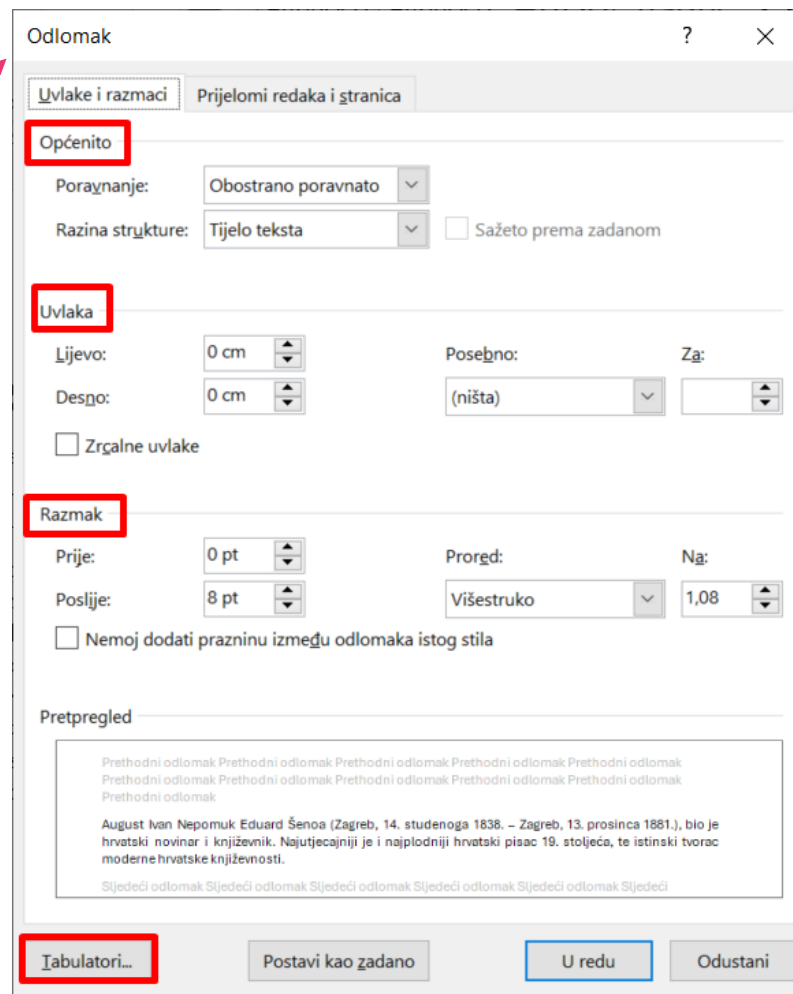 Odlomak ?
Uvlake i razmaci Prijelomi redaka i stranica
Općenito
Poravnanje: Obostrano poravnato
Razina strukture: Tijelo teksta Sažeto prema zadanom
Uvlaka
Lijevo: 0 cm Posebno: Za:
Desno: 0 cm (ništa)
Zrcalne uvlake
Razmak
Prije: 0 pt Prored: Na:
Poslije: 8 pt Višestruko 1,08
Nemoj dodati prazninu između odlomaka istog stila
Pretpregled
Prethodni odlomak Prethodni odlomak Prethodni odlomak Prethodni odlomak Prethodni odlomak
Prethodni odlomak Prethodni odlomak Prethodni odlomak Prethodni odlomak Prethodni odlomak
Prethodni odlomak
August Ivan Nepomuk Eduard Šenoa (Zagreb, 14. studenoga 1838. – Zagreb, 13. prosinca 1881.), bio je
hrvatski novinar i književnik. Najutjecajniji je i najplodniji hrvatski pisac 19. stoljeća, te istinski tvorac
moderne hrvatske književnosti.
Sljedeći odlomak Sljedeći odlomak Sljedeći odlomak Sljedeći odlomak Sljedeći odlomak Sljedeći
Tabulatori... Postavi kao zadano U redu Odustani